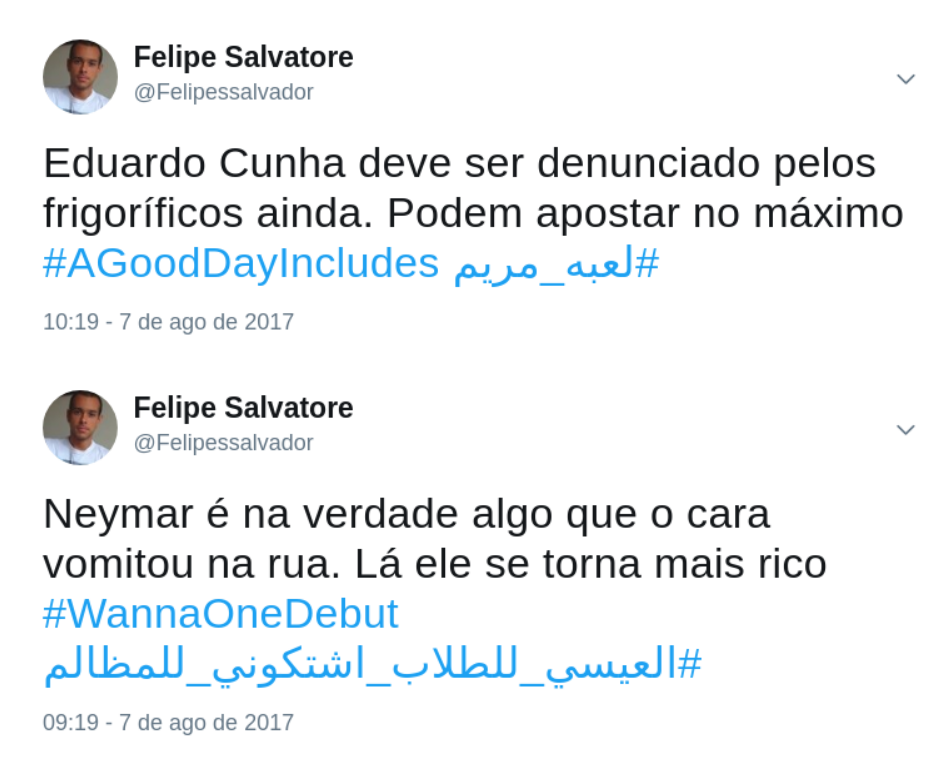 Felipe Salvatore
@Felipessalvador
Eduardo Cunha deve ser denunciado pelos
frigoríficos ainda. Podem apostar no máximo
#AGoodDayIncludes #لعبه_مريم
10:19 - 7 de ago de 2017
Felipe Salvatore
@Felipessalvador
Neymar é na verdade algo que o cara
vomitou na rua. Lá ele se torna mais rico
#WannaOneDebut
#العيسي_للطلاب_اشتكوني_للمظالم
09:19 - 7 de ago de 2017